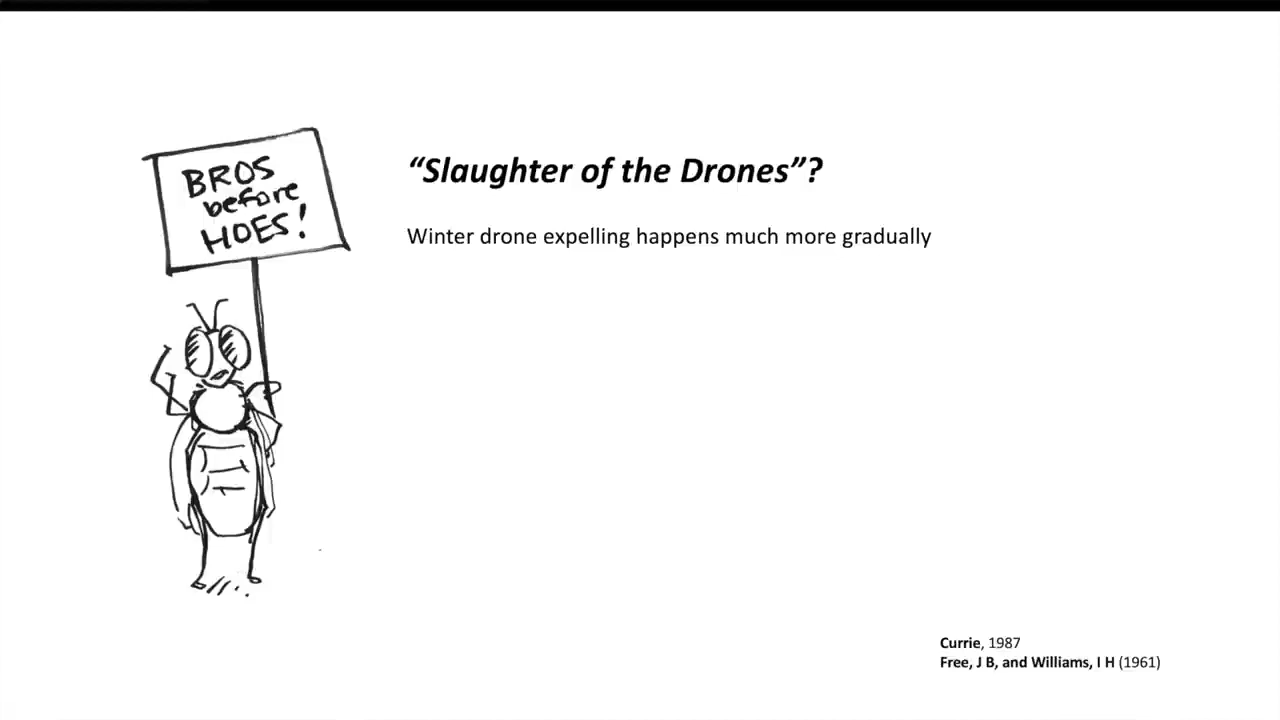 BROS
before
HOES!
“Slaughter of the Drones”?
Winter drone expelling happens much more gradually
Currie, 1987
Free, J B, and Williams, I H (1961)